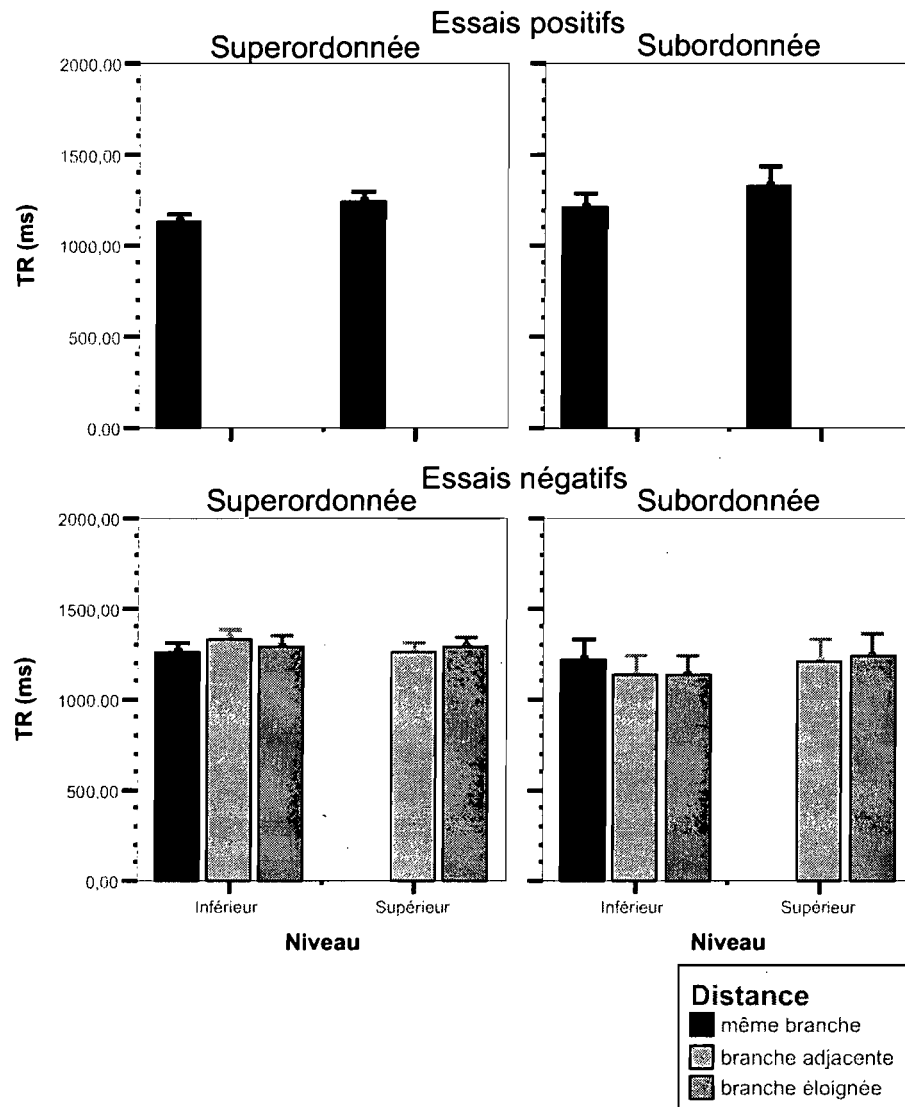 Essais positifs
Superordonnée Subordonnée
2000,00
1500,00
1000,00
500,00
0,00
TR (ms)
Essais négatifs
Superordonnée Subordonnée
2000,00
1500,00
1000,00
500,00
0,00
TR (ms)
Inférieur Supérieur Inférieur Supérieur
Niveau Niveau
Distance
même branche
branche adjacente
branche éloignée